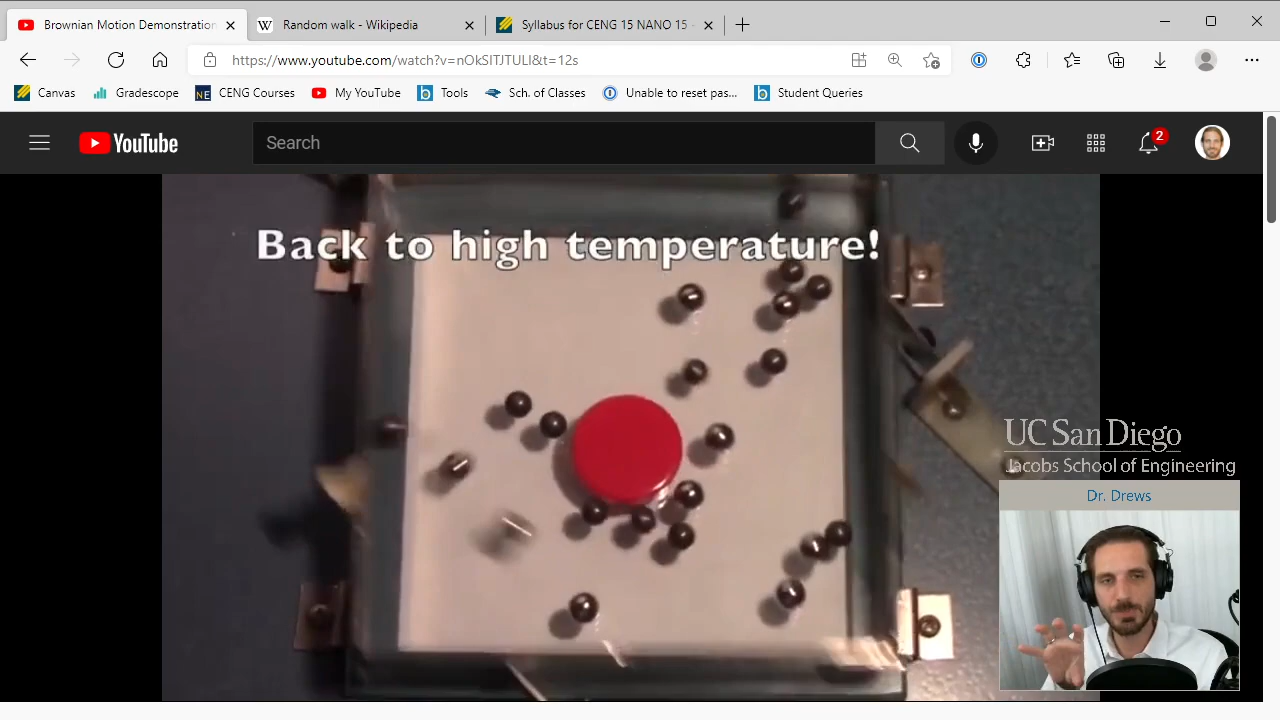 Brownian Motion Demonstration
Random walk - Wikipedia
Syllabus for CENG 15 NANO 15 -
https://www.youtube.com/watch?v=nOkSITJTULI&t=12s
Canvas
Gradescope
NE CENG Courses
My YouTube
b Tools
Sch. of Classes
Unable to reset pa...
b Student Queries
YouTube
Search
2
Back to high temperature!
UC San Diego
Jacobs School of Engineering
Dr. Drews